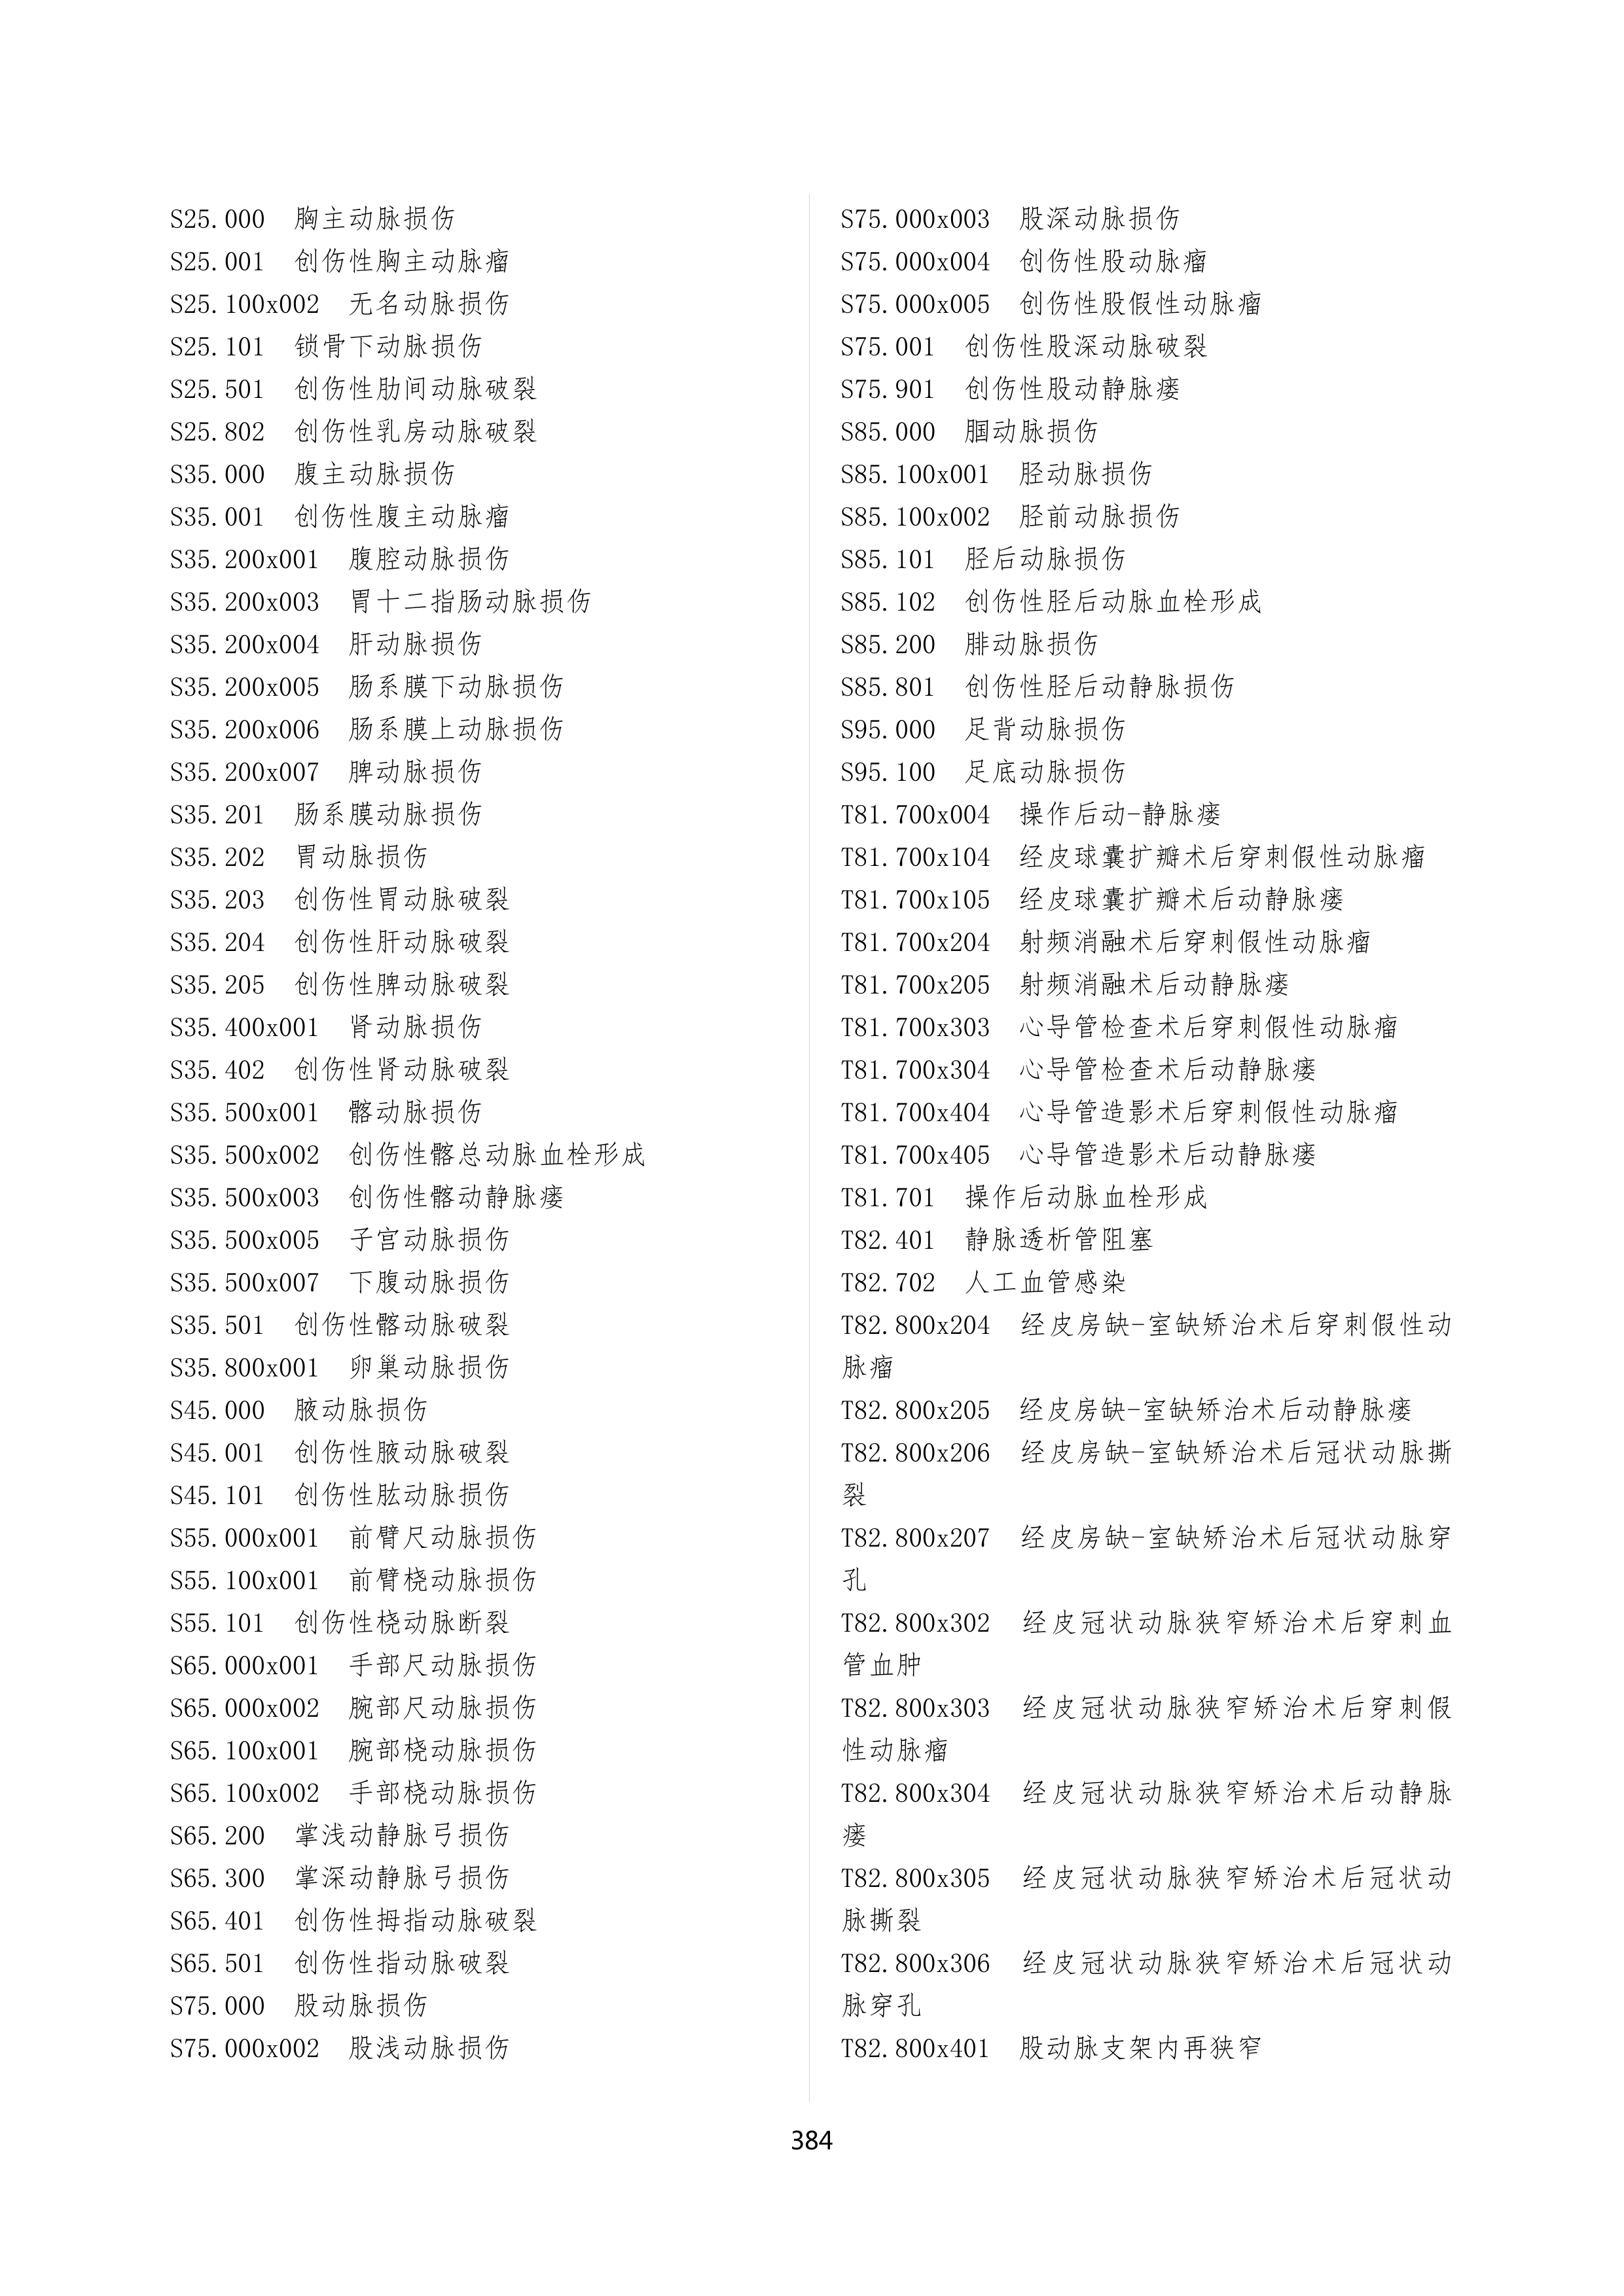 S25.000 胸主动脉损伤
S25.001 创伤性胸主动脉瘤
S25.100x002 无名动脉损伤
S25.101 锁骨下动脉损伤
S25.501 创伤性肋间动脉破裂
S25.802 创伤性乳房动脉破裂
S35.000 腹主动脉损伤
S35.001 创伤性腹主动脉瘤
S35.200x001 腹腔动脉损伤
S35.200x003 胃十二指肠动脉损伤
S35.200x004 肝动脉损伤
S35.200x005 肠系膜下动脉损伤
S35.200x006 肠系膜上动脉损伤
S35.200x007 脾动脉损伤
S35.201 肠系膜动脉损伤
S35.202 胃动脉损伤
S35.203 创伤性胃动脉破裂
S35.204 创伤性肝动脉破裂
S35.205 创伤性脾动脉破裂
S35.400x001 肾动脉损伤
S35.402 创伤性肾动脉破裂
S35.500x001 髂动脉损伤
S35.500x002 创伤性髂总动脉血栓形成
S35.500x003 创伤性髂动静脉瘘
S35.500x005 子宫动脉损伤
S35.500x007 下腹动脉损伤
S35.501 创伤性髂动脉破裂
S35.800x001 卵巢动脉损伤
S45.000 腋动脉损伤
S45.001 创伤性腋动脉破裂
S45.101 创伤性肱动脉损伤
S55.000x001 前臂尺动脉损伤
S55.100x001 前臂桡动脉损伤
S55.101 创伤性桡动脉断裂
S65.000x001 手部尺动脉损伤
S65.000x002 腕部尺动脉损伤
S65.100x001 腕部桡动脉损伤
S65.100x002 手部桡动脉损伤
S65.200 掌浅动静脉弓损伤
S65.300 掌深动静脉弓损伤
S65.401 创伤性拇指动脉破裂
S65.501 创伤性指动脉破裂
S75.000 股动脉损伤
S75.000x002 股浅动脉损伤
S75.000x003 股深动脉损伤
S75.000x004 创伤性股动脉瘤
S75.000x005 创伤性股假性动脉瘤
S75.001 创伤性股深动脉破裂
S75.901 创伤性股动静脉瘘
S85.000 腘动脉损伤
S85.100x001 胫动脉损伤
S85.100x002 胫前动脉损伤
S85.101 胫后动脉损伤
S85.102 创伤性胫后动脉血栓形成
S85.200 腓动脉损伤
S85.801 创伤性胫后动静脉损伤
S95.000 足背动脉损伤
S95.100 足底动脉损伤
T81.700x004 操作后动-静脉瘘
T81.700x104 经皮球囊扩瓣术后穿刺假性动脉瘤
T81.700x105 经皮球囊扩瓣术后动静脉瘘
T81.700x204 射频消融术后穿刺假性动脉瘤
T81.700x205 射频消融术后动静脉瘘
T81.700x303 心导管检查术后穿刺假性动脉瘤
T81.700x304 心导管检查术后动静脉瘘
T81.700x404 心导管造影术后穿刺假性动脉瘤
T81.700x405 心导管造影术后动静脉瘘
T81.701 操作后动脉血栓形成
T82.401 静脉透析管阻塞
T82.702 人工血管感染
T82.800x204 经皮房缺-室缺矫治术后穿刺假性动
脉瘤
T82.800x205 经皮房缺-室缺矫治术后动静脉瘘
T82.800x206 经皮房缺-室缺矫治术后冠状动脉撕
裂
T82.800x207 经皮房缺-室缺矫治术后冠状动脉穿
孔
T82.800x302 经皮冠状动脉狭窄矫治术后穿刺血
管血肿
T82.800x303 经皮冠状动脉狭窄矫治术后穿刺假
性动脉瘤
T82.800x304 经皮冠状动脉狭窄矫治术后动静脉
瘘
T82.800x305 经皮冠状动脉狭窄矫治术后冠状动
脉撕裂
T82.800x306 经皮冠状动脉狭窄矫治术后冠状动
脉穿孔
T82.800x401 股动脉支架内再狭窄
384